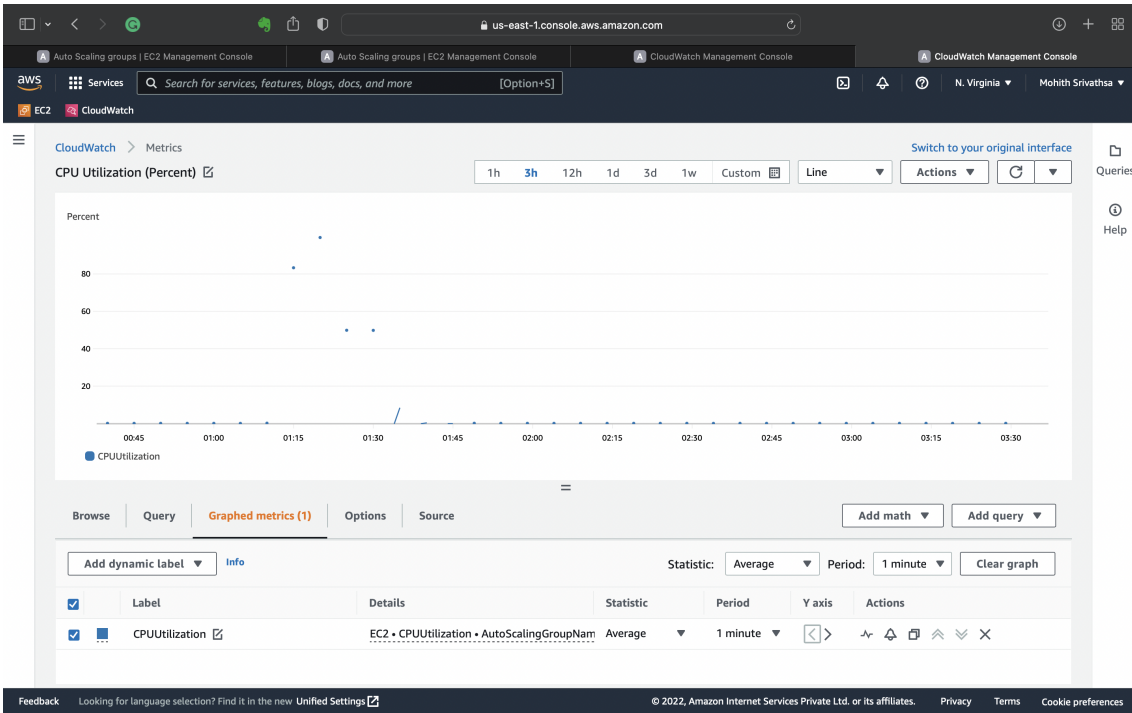 us-east-1.console.aws.amazon.com
A Auto Scaling groups | EC2 Management Console
A Auto Scaling groups | EC2 Management Console
A CloudWatch Management Console
A CloudWatch Management Console
aws Services Search for services, features, blogs, docs, and more [Option+S] N. Virginia ▼ Mohith Srivathsa ▼
EC2 CloudWatch
CloudWatch > Metrics
Switch to your original interface
CPU Utilization (Percent)
1h 3h 12h 1d 3d 1w Custom Line ▼ Actions ▼ ▼
Queries
Help
Percent
80
60
40
20
00:45 01:00 01:15 01:30 01:45 02:00 02:15 02:30 02:45 03:00 03:15 03:30
CPUUtilization
Browse Query Graphed metrics (1) Options Source Add math ▼ Add query ▼
Add dynamic label ▼ Info Statistic: Average ▼ Period: 1 minute ▼ Clear graph
Label Details Statistic Period Y axis Actions
CPUUtilization EC2 • CPUUtilization • AutoScalingGroupNam Average ▼ 1 minute ▼ < >
Feedback Looking for language selection? Find it in the new Unified Settings © 2022, Amazon Internet Services Private Ltd. or its affiliates. Privacy Terms Cookie preferences